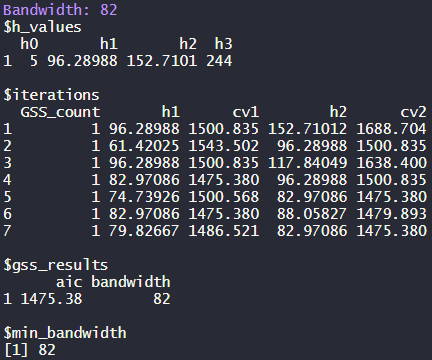 Bandwidth: 82
$h_values
h0 h1 h2 h3
1 5 96.28988 152.7101 244
$iterations
GSS_count h1 cv1 h2 cv2
1 1 96.28988 1500.835 152.71012 1688.704
2 1 61.42025 1543.502 96.28988 1500.835
3 1 96.28988 1500.835 117.84049 1638.400
4 1 82.97086 1475.380 96.28988 1500.835
5 1 74.73926 1500.568 82.97086 1475.380
6 1 82.97086 1475.380 88.05827 1479.893
7 1 79.82667 1486.521 82.97086 1475.380
$gss_results
aic bandwidth
1 1475.38 82
$min_bandwidth
[1] 82